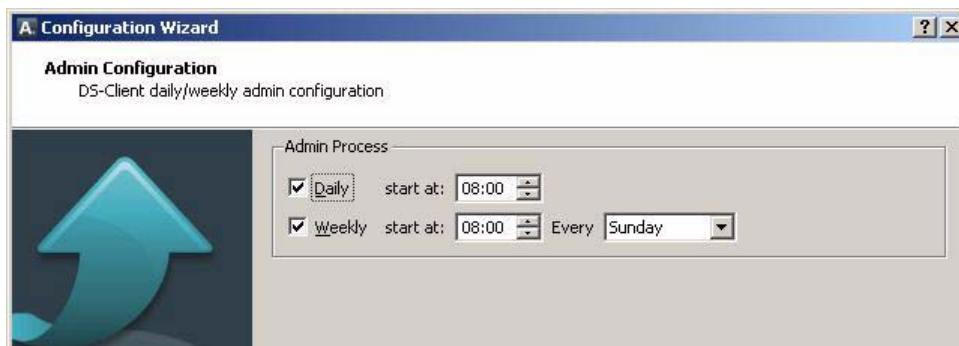 A Configuration Wizard ? X
Admin Configuration
DS-Client daily/weekly admin configuration
Admin Process
Daily start at: 08:00
Weekly start at: 08:00 Every Sunday